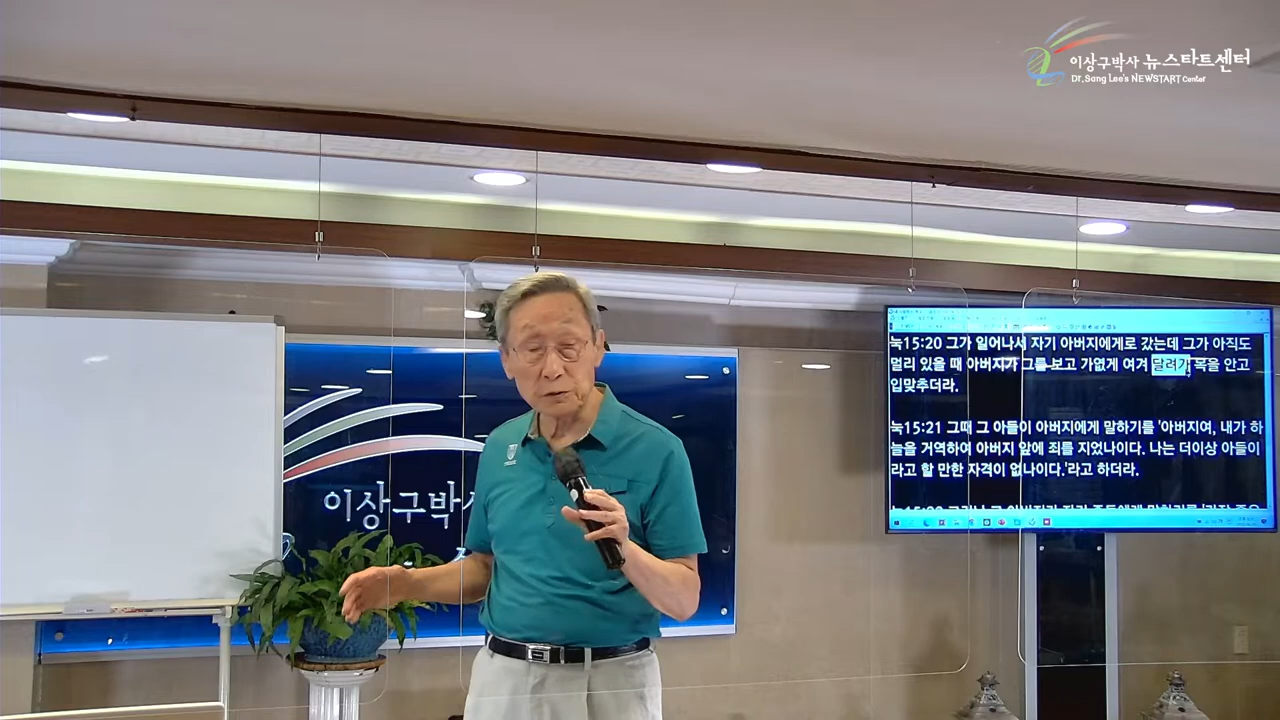 이상구박사 뉴스타트센터
Dr.Sang Lee's NEWSTART Center
이상구박사
눅15:20 그가 일어나서 자기 아버지에게로 갔는데 그가 아직도
멀리 있을 때 아버지가 그를 보고 가엾게 여겨 달려가 목을 안고
입맞추더라.
눅15:21 그때 그 아들이 아버지에게 말하기를 '아버지여, 내가 하
늘을 거역하여 아버지 앞에 죄를 지었나이다. 나는 더이상 아들이
라고 할 만한 자격이 없나이다.'라고 하더라.